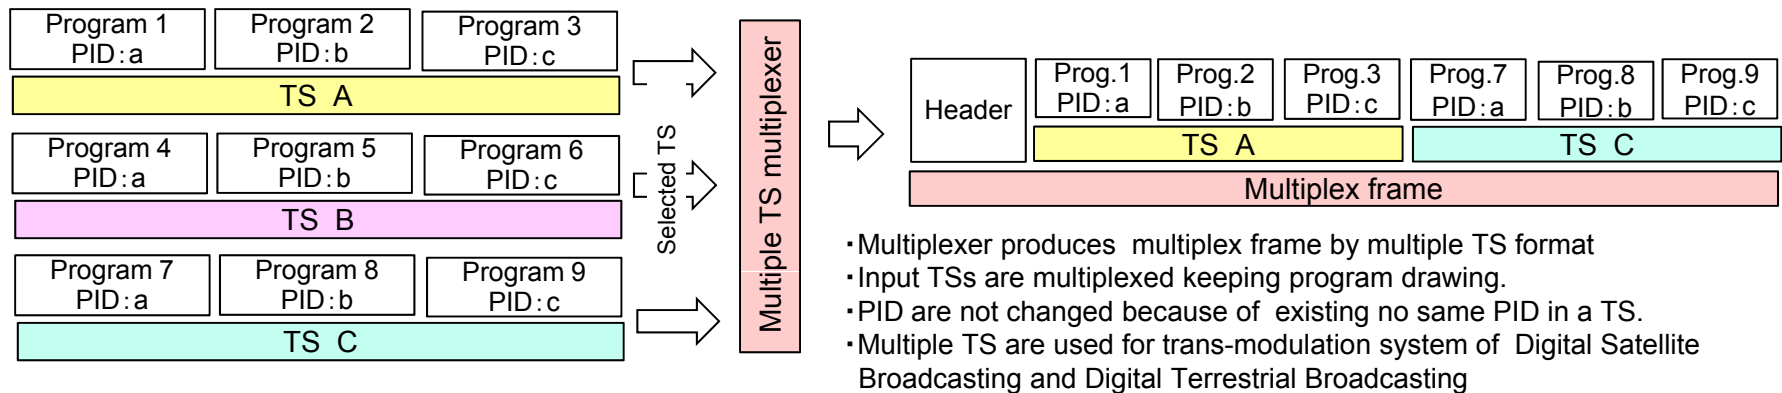 Program 1
PID:a
Program 2
PID:b
Program 3
PID:c
TS A
Program 4
PID:a
Program 5
PID:b
Program 6
PID:c
TS B
Program 7
PID:a
Program 8
PID:b
Program 9
PID:c
TS C
Selected TS
Multiple TS multiplexer
Header
Prog.1
PID:a
Prog.2
PID:b
Prog.3
PID:c
Prog.7
PID:a
Prog.8
PID:b
Prog.9
PID:c
TS A
TS C
Multiplex frame
・Multiplexer produces multiplex frame by multiple TS format
・Input TSs are multiplexed keeping program drawing.
・PID are not changed because of existing no same PID in a TS.
・Multiple TS are used for trans-modulation system of Digital Satellite
Broadcasting and Digital Terrestrial Broadcasting